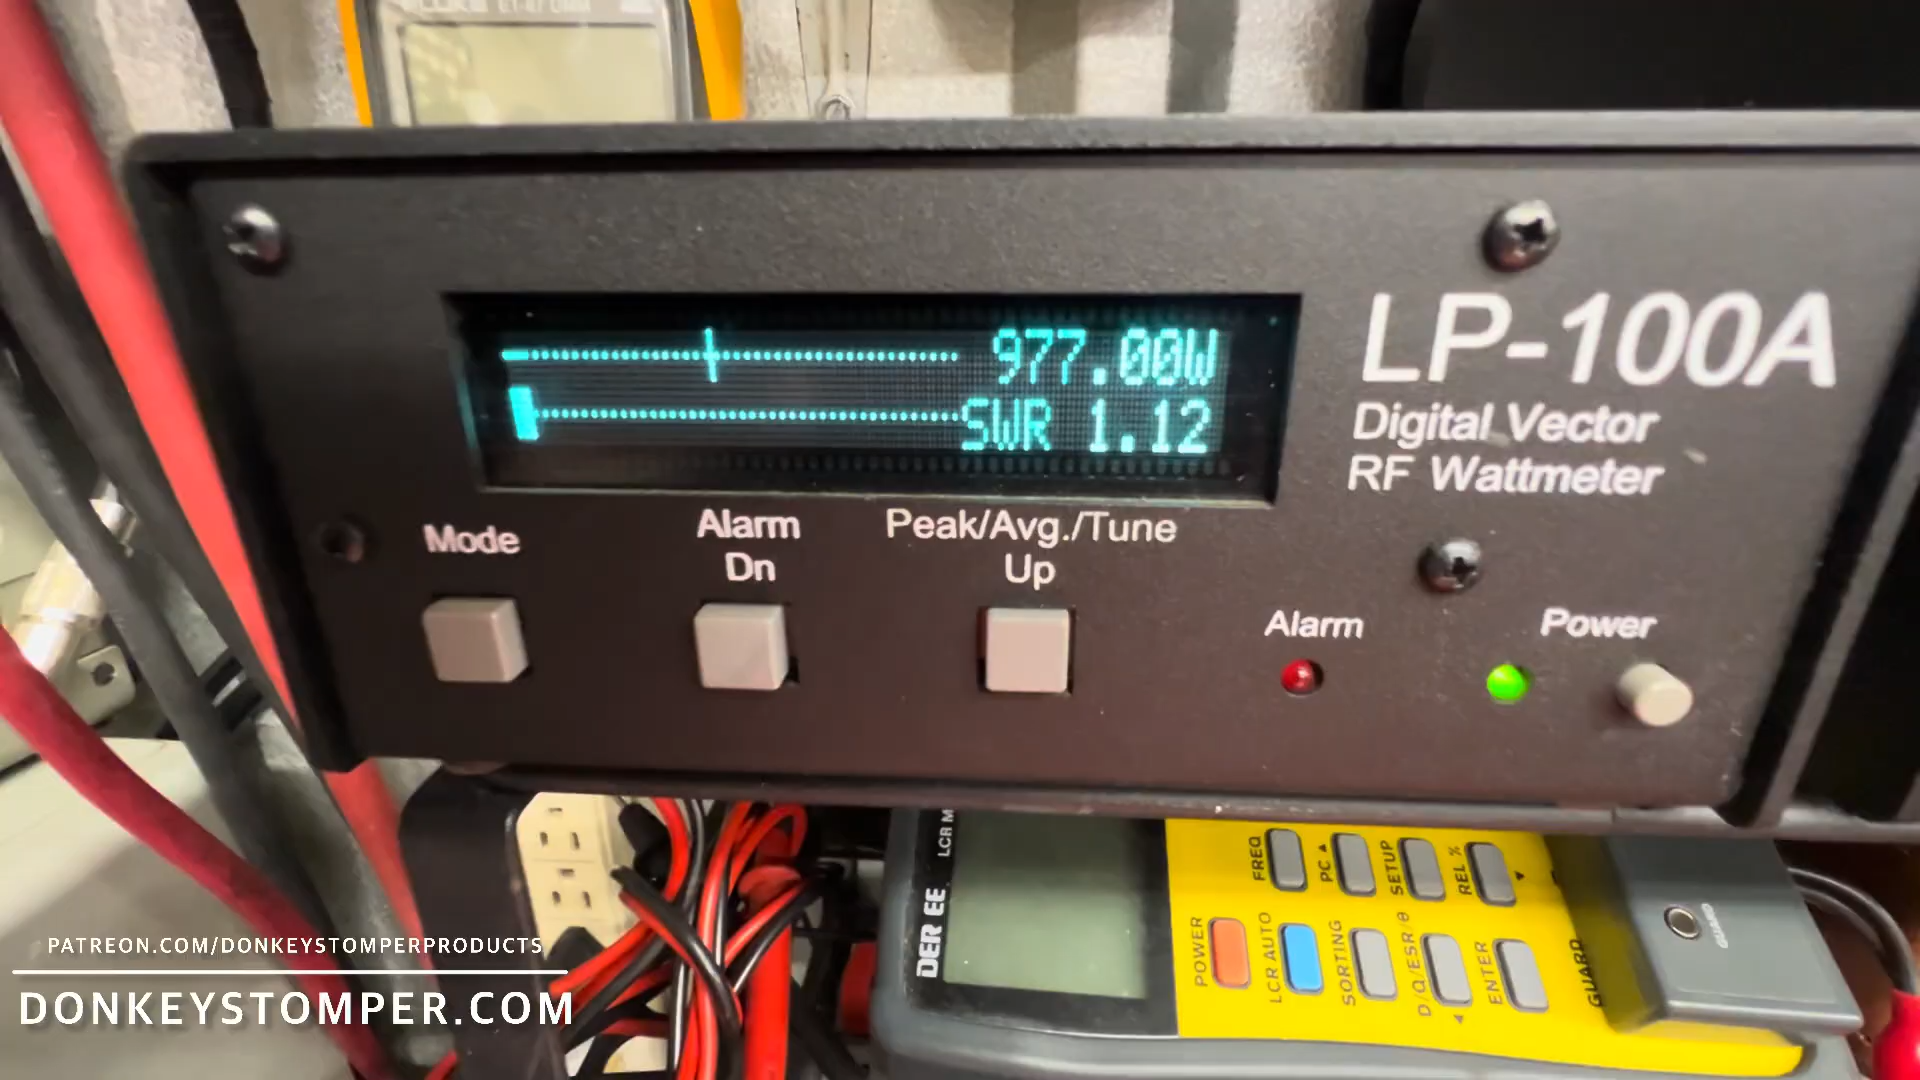 977.00W
SWR 1.12
LP-100A
Digital Vector
RF Wattmeter
Mode
Alarm
Dn
Peak/Avg./Tune
Up
Alarm
Power
DER EE
LCR M
FREQ
PC ▲
SETUP
REL %
▼
POWER
LCR AUTO
SORTING
D/Q/ESR/θ
◄
ENTER
GUARD
GUARD
PATREON.COM/DONKEYSTOMPERPRODUCTS
DONKEYSTOMPER.COM